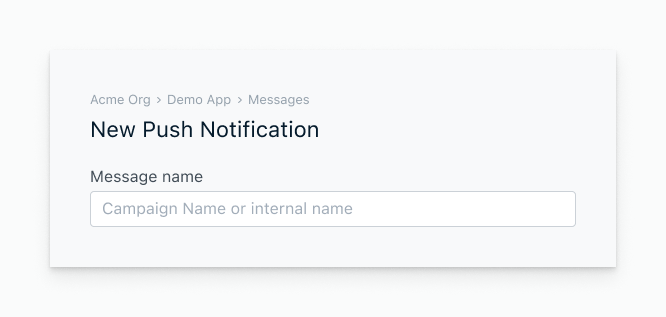 Acme Org › Demo App › Messages
New Push Notification
Message name
Campaign Name or internal name